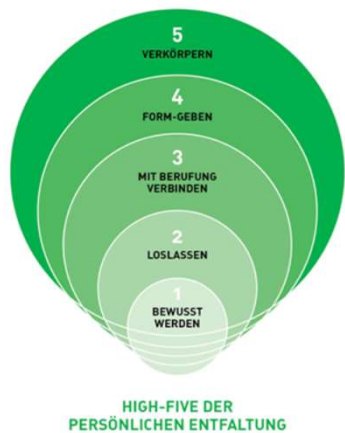 5
VERKÖRPERN
4
FORM-GEBEN
3
MIT BERUFUNG
VERBINDEN
2
LOSLASSEN
1
BEWUSST
WERDEN
HIGH-FIVE DER
PERSÖNLICHEN ENTFALTUNG